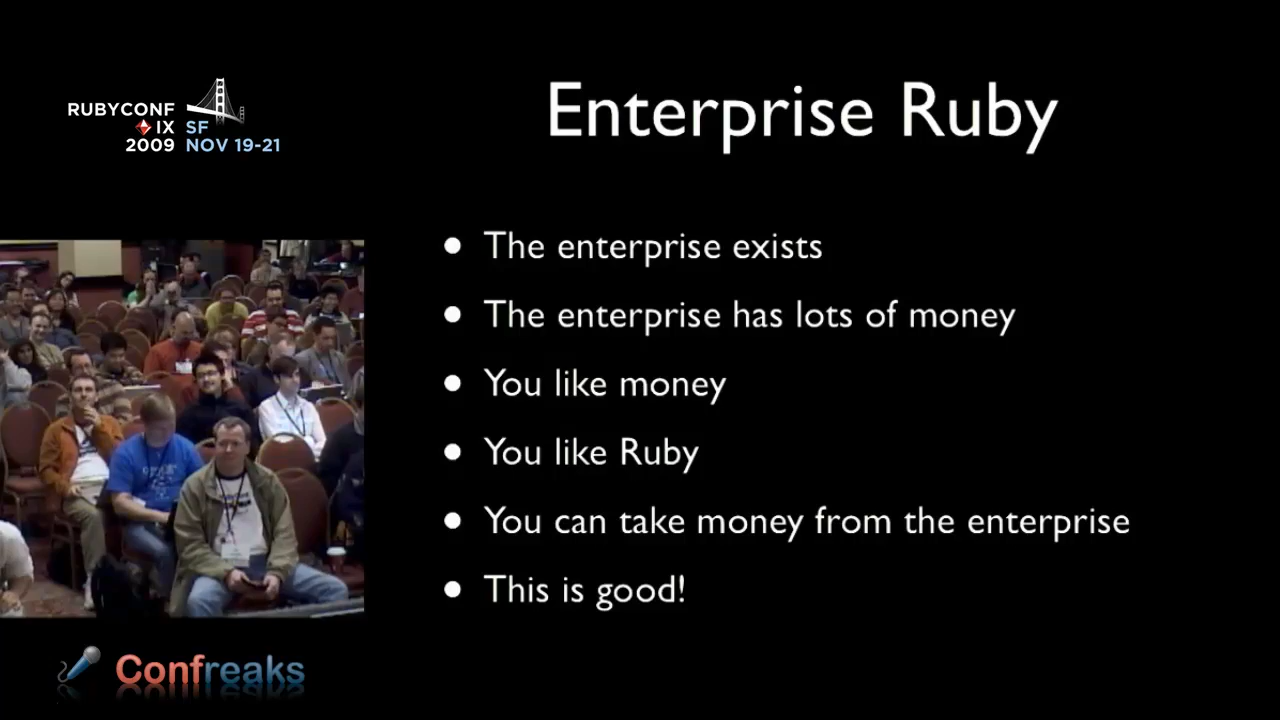 RUBYCONF
IX SF
2009 NOV 19-21
Enterprise Ruby
The enterprise exists
The enterprise has lots of money
You like money
You like Ruby
You can take money from the enterprise
This is good!
Confreaks